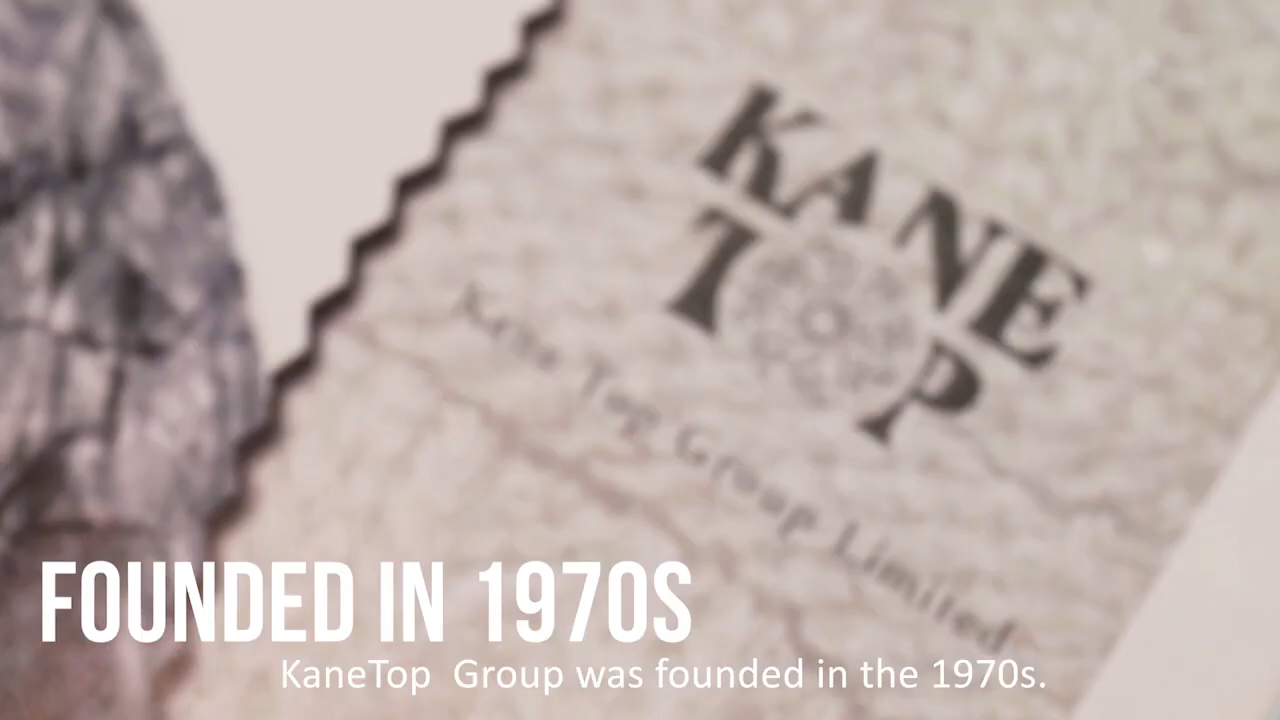 KANE
TOP
Kane Top Group Limited
FOUNDED IN 1970S
KaneTop Group was founded in the 1970s.